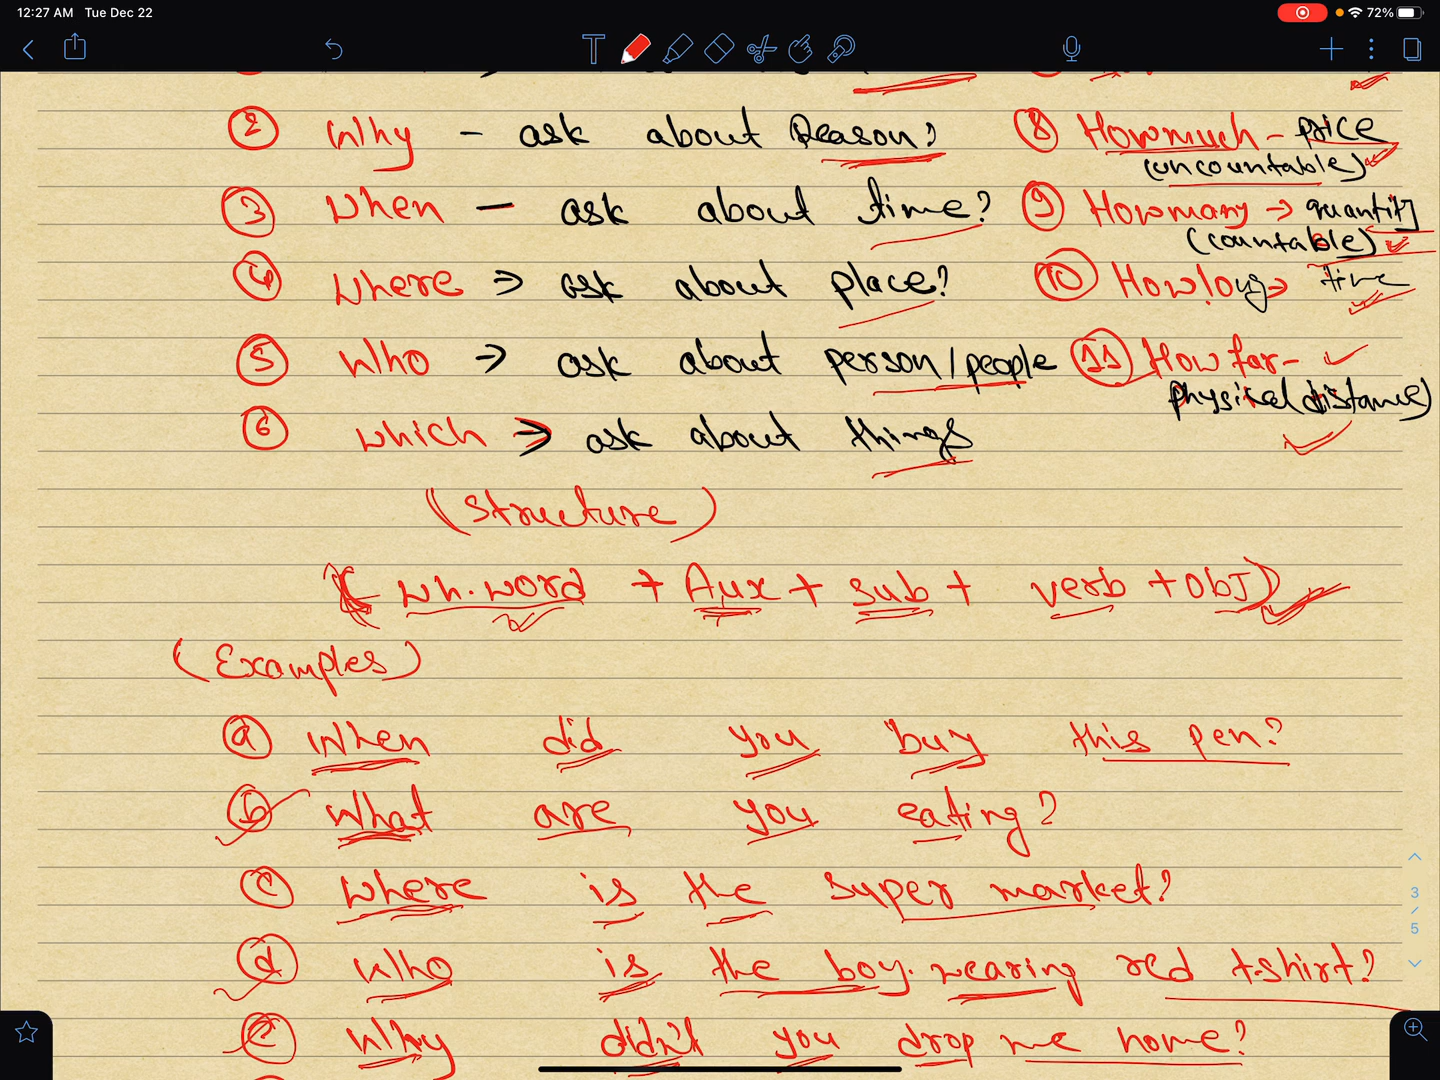 12:27 AM Tue Dec 22
72%
② Why - ask about Reason?
③ When - ask about time?
④ Where → ask about place?
⑤ Who → ask about person/people
⑥ which → ask about things
⑧ Howmuch - price
(uncountable)
⑨ Howmany → quantity
(countable)
⑩ Howlong → time
⑪ How far -
physical (distance)
(Structure)
(Wh.word + Aux + sub + verb + Obj)
(Examples)
ⓐ When did you buy this pen?
ⓑ What are you eating?
ⓒ where is the super market?
ⓓ who is the boy wearing red t-shirt?
ⓔ Why didn't you drop me home?
3
/
5